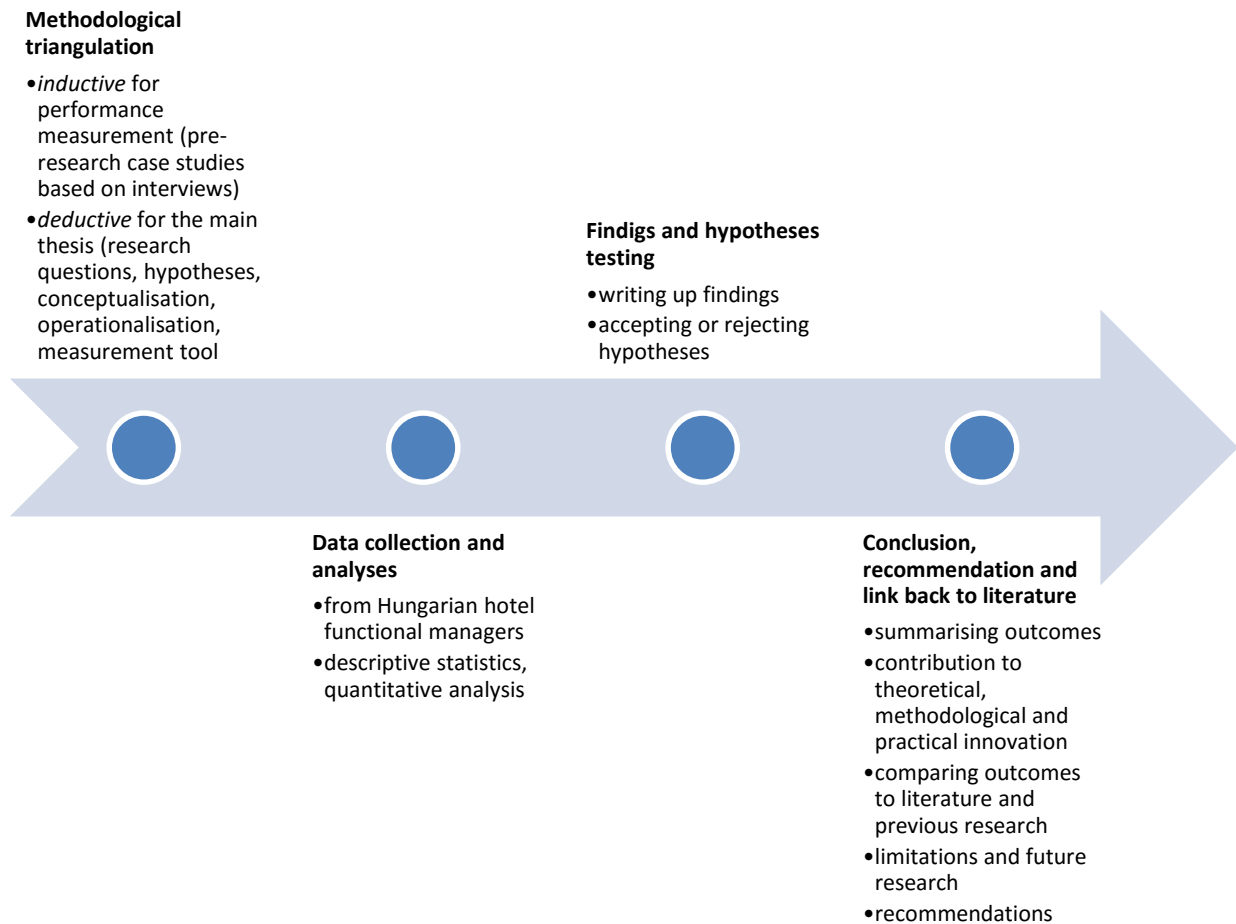 Methodological
triangulation
•inductive for
performance
measurement (pre-
research case studies
based on interviews)
•deductive for the main
thesis (research
questions, hypotheses,
conceptualisation,
operationalisation,
measurement tool
Data collection and
analyses
•from Hungarian hotel
functional managers
•descriptive statistics,
quantitative analysis
Findigs and hypotheses
testing
•writing up findings
•accepting or rejecting
hypotheses
Conclusion,
recommendation and
link back to literature
•summarising outcomes
•contribution to
theoretical,
methodological and
practical innovation
•comparing outcomes
to literature and
previous research
•limitations and future
research
•recommendations